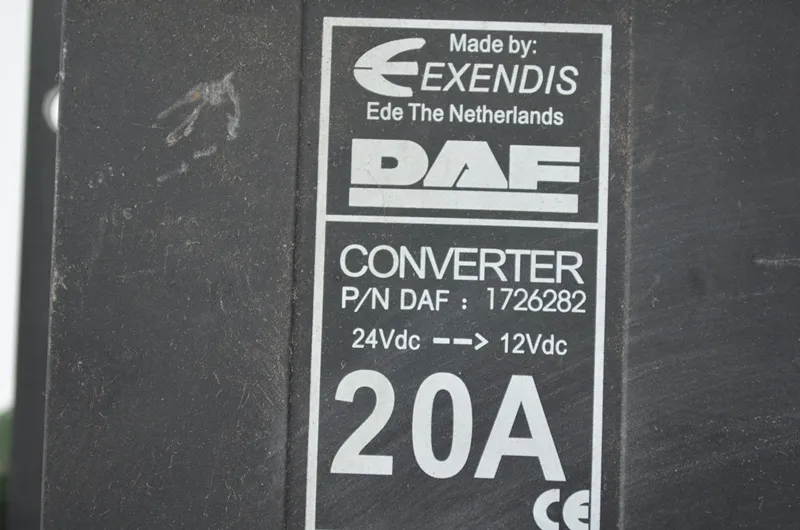 Made by:
EXENDIS
Ede The Netherlands
DAF
CONVERTER
P/N DAF : 1726282
24Vdc --> 12Vdc
20A
CE